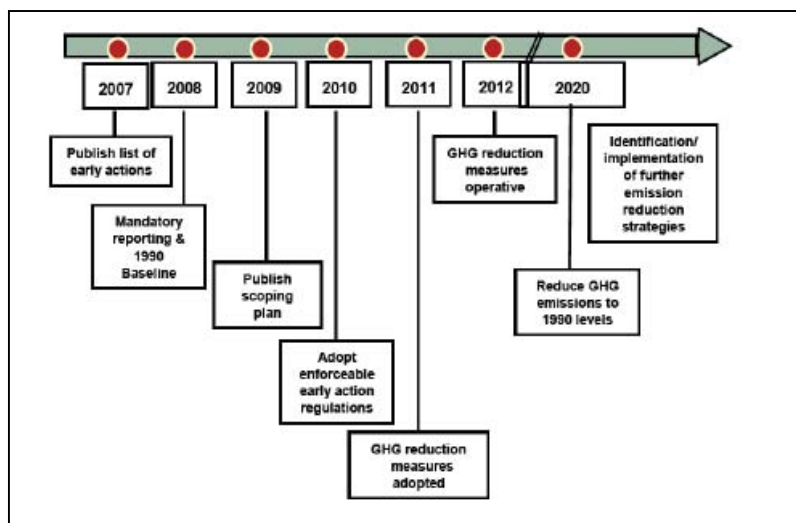 2007
2008
2009
2010
2011
2012
2020
Publish list of
early actions
Mandatory
reporting &
1990
Baseline
Publish
scoping
plan
Adopt
enforceable
early action
regulations
GHG reduction
measures
adopted
GHG reduction
measures
operative
Reduce GHG
emissions to
1990 levels
Identification/
implementation
of further
emission
reduction
strategies